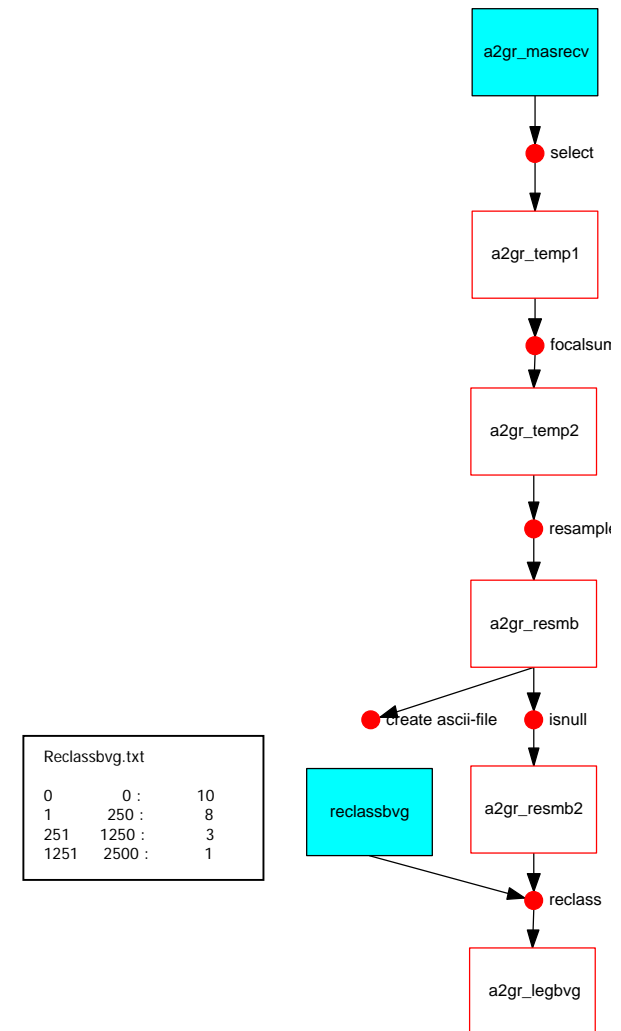 a2gr_masrecv
select
a2gr_temp1
focalsum
a2gr_temp2
resample
a2gr_resmb
create ascii-file
isnull
Reclassbvg.txt
0 0 : 10
1 250 : 8
251 1250 : 3
1251 2500 : 1
reclassbvg
a2gr_resmb2
reclass
a2gr_legbvg